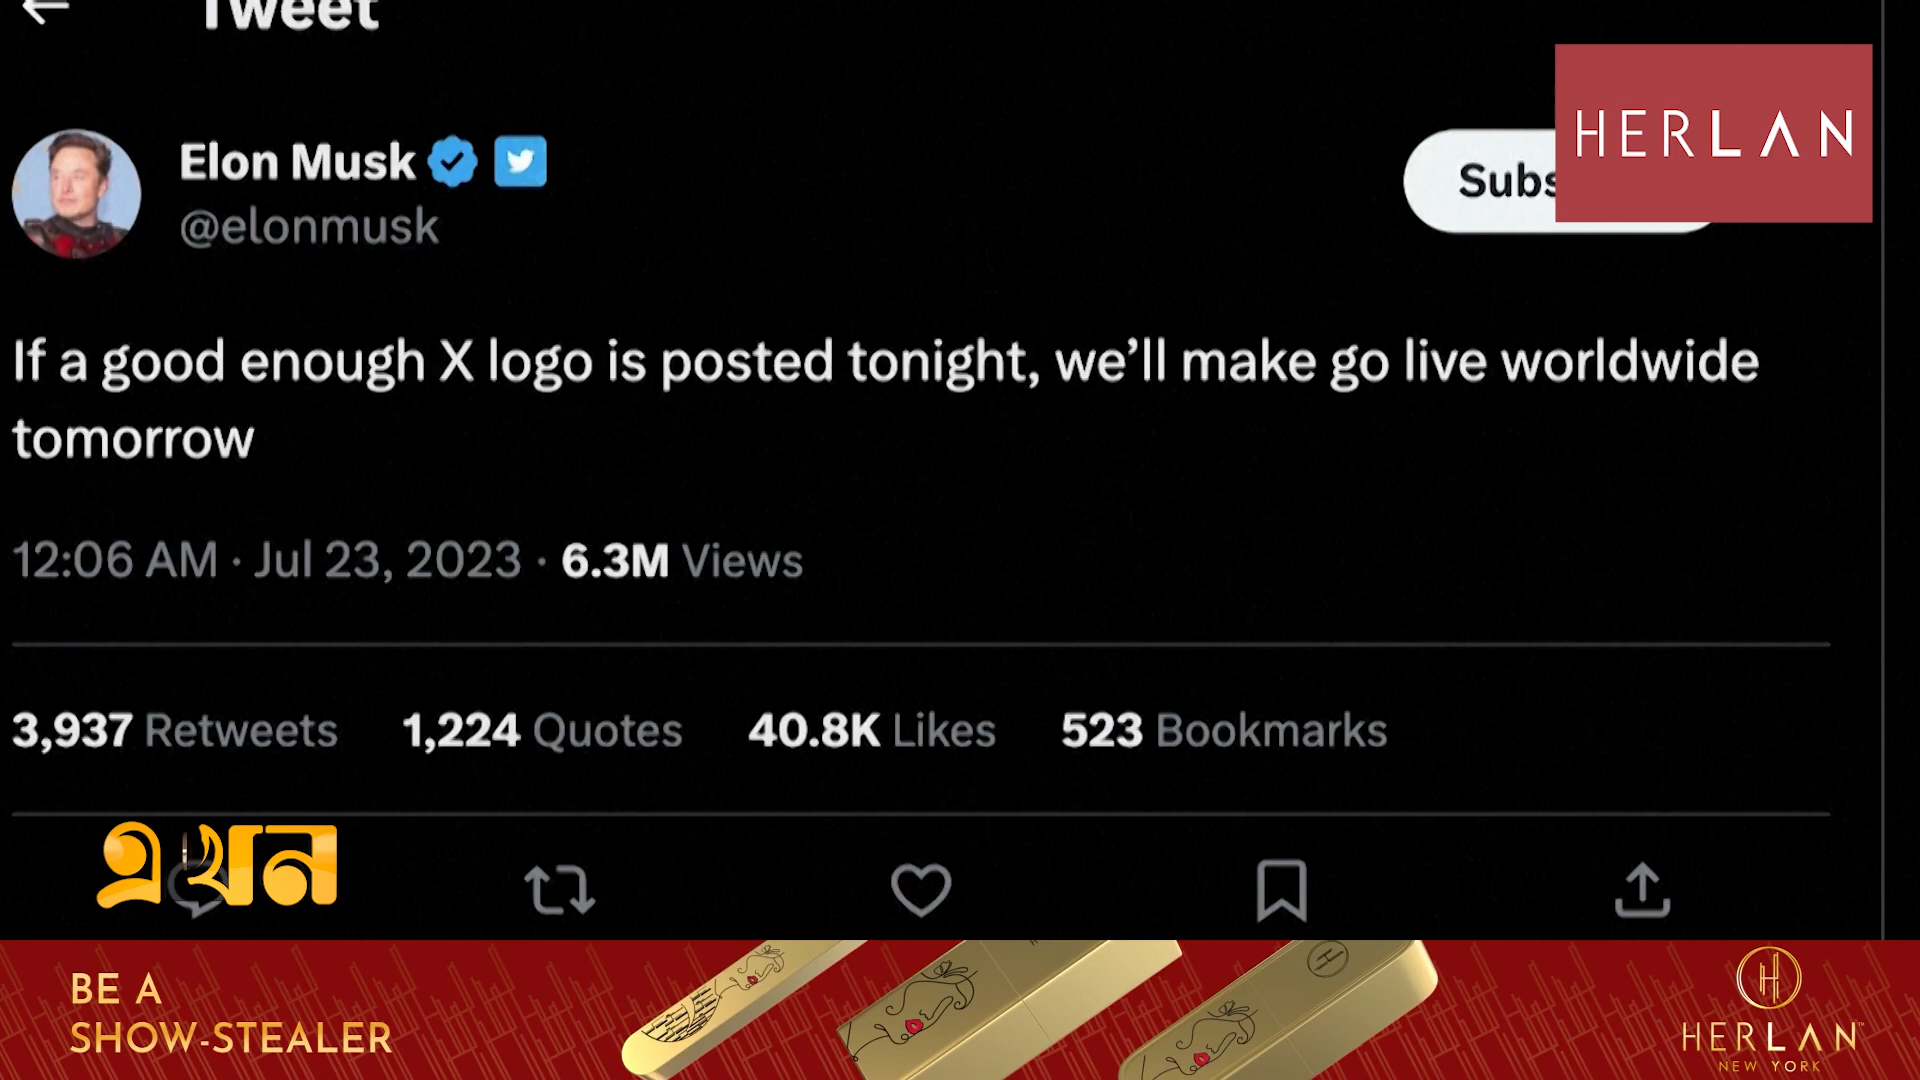 Tweet
HERLAN
Elon Musk
@elonmusk
Subs
If a good enough X logo is posted tonight, we’ll make go live worldwide
tomorrow
12:06 AM · Jul 23, 2023 · 6.3M Views
3,937 Retweets 1,224 Quotes 40.8K Likes 523 Bookmarks
এখন
BE A
SHOW-STEALER
HERLAN
NEW YORK